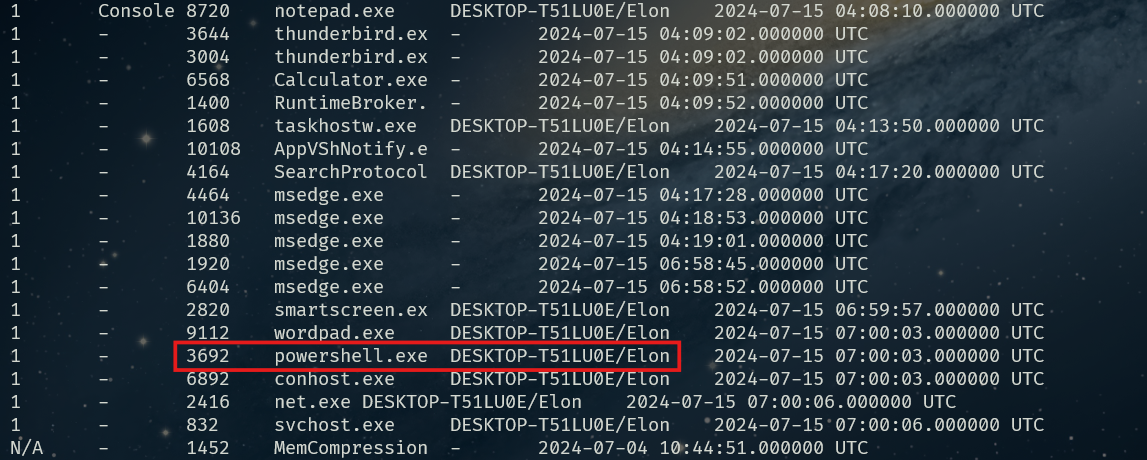 1 Console 8720 notepad.exe DESKTOP-T51LU0E/Elon 2024-07-15 04:08:10.000000 UTC
1 - 3644 thunderbird.ex - 2024-07-15 04:09:02.000000 UTC
1 - 3004 thunderbird.ex - 2024-07-15 04:09:02.000000 UTC
1 - 6568 Calculator.exe - 2024-07-15 04:09:51.000000 UTC
1 - 1400 RuntimeBroker. - 2024-07-15 04:09:52.000000 UTC
1 - 1608 taskhostw.exe DESKTOP-T51LU0E/Elon 2024-07-15 04:13:50.000000 UTC
1 - 10108 AppVShNotify.e - 2024-07-15 04:14:55.000000 UTC
1 - 4164 SearchProtocol DESKTOP-T51LU0E/Elon 2024-07-15 04:17:20.000000 UTC
1 - 4464 msedge.exe - 2024-07-15 04:17:28.000000 UTC
1 - 10136 msedge.exe - 2024-07-15 04:18:53.000000 UTC
1 - 1880 msedge.exe - 2024-07-15 04:19:01.000000 UTC
1 - 1920 msedge.exe - 2024-07-15 06:58:45.000000 UTC
1 - 6404 msedge.exe - 2024-07-15 06:58:52.000000 UTC
1 - 2820 smartscreen.ex DESKTOP-T51LU0E/Elon 2024-07-15 06:59:57.000000 UTC
1 - 9112 wordpad.exe DESKTOP-T51LU0E/Elon 2024-07-15 07:00:03.000000 UTC
1 - 3692 powershell.exe DESKTOP-T51LU0E/Elon 2024-07-15 07:00:03.000000 UTC
1 - 6892 conhost.exe DESKTOP-T51LU0E/Elon 2024-07-15 07:00:03.000000 UTC
1 - 2416 net.exe DESKTOP-T51LU0E/Elon 2024-07-15 07:00:06.000000 UTC
1 - 832 svchost.exe DESKTOP-T51LU0E/Elon 2024-07-15 07:00:06.000000 UTC
N/A - 1452 MemCompression - 2024-07-04 10:44:51.000000 UTC